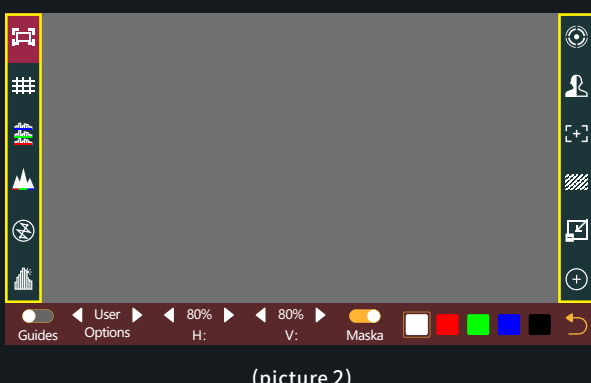 User 80% 80%
Guides Options H: V: Maska
(picture 2)